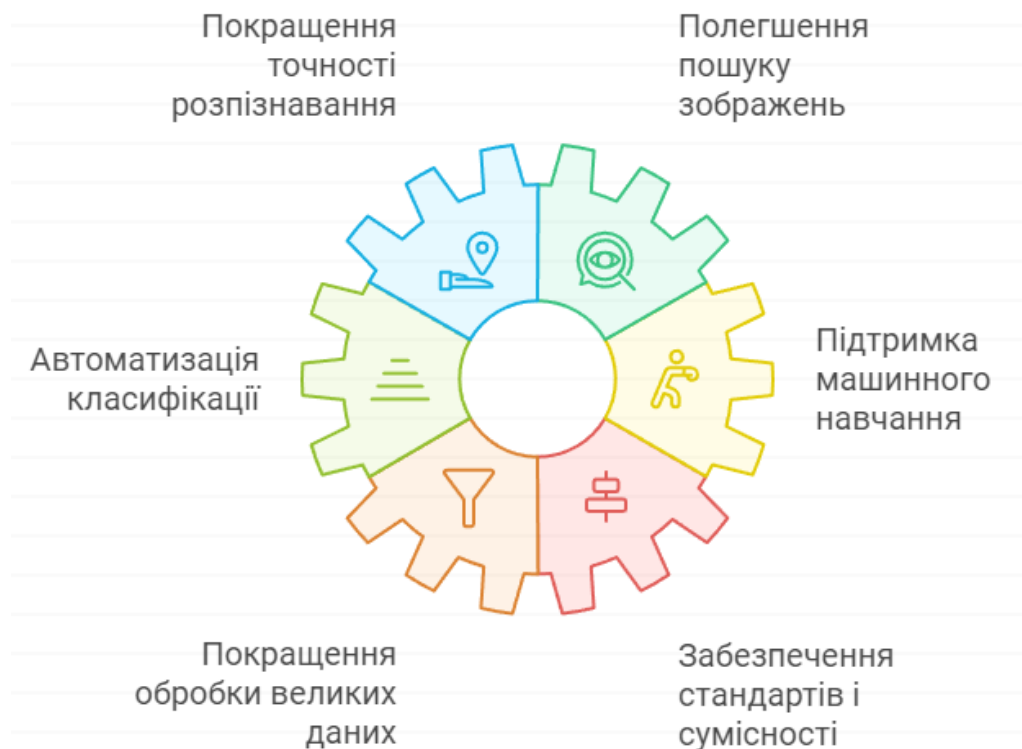 Покращення
точності
розпізнавання
Полегшення
пошуку
зображень
Автоматизація
класифікації
Підтримка
машинного
навчання
Покращення
обробки великих
даних
Забезпечення
стандартів і
сумісності